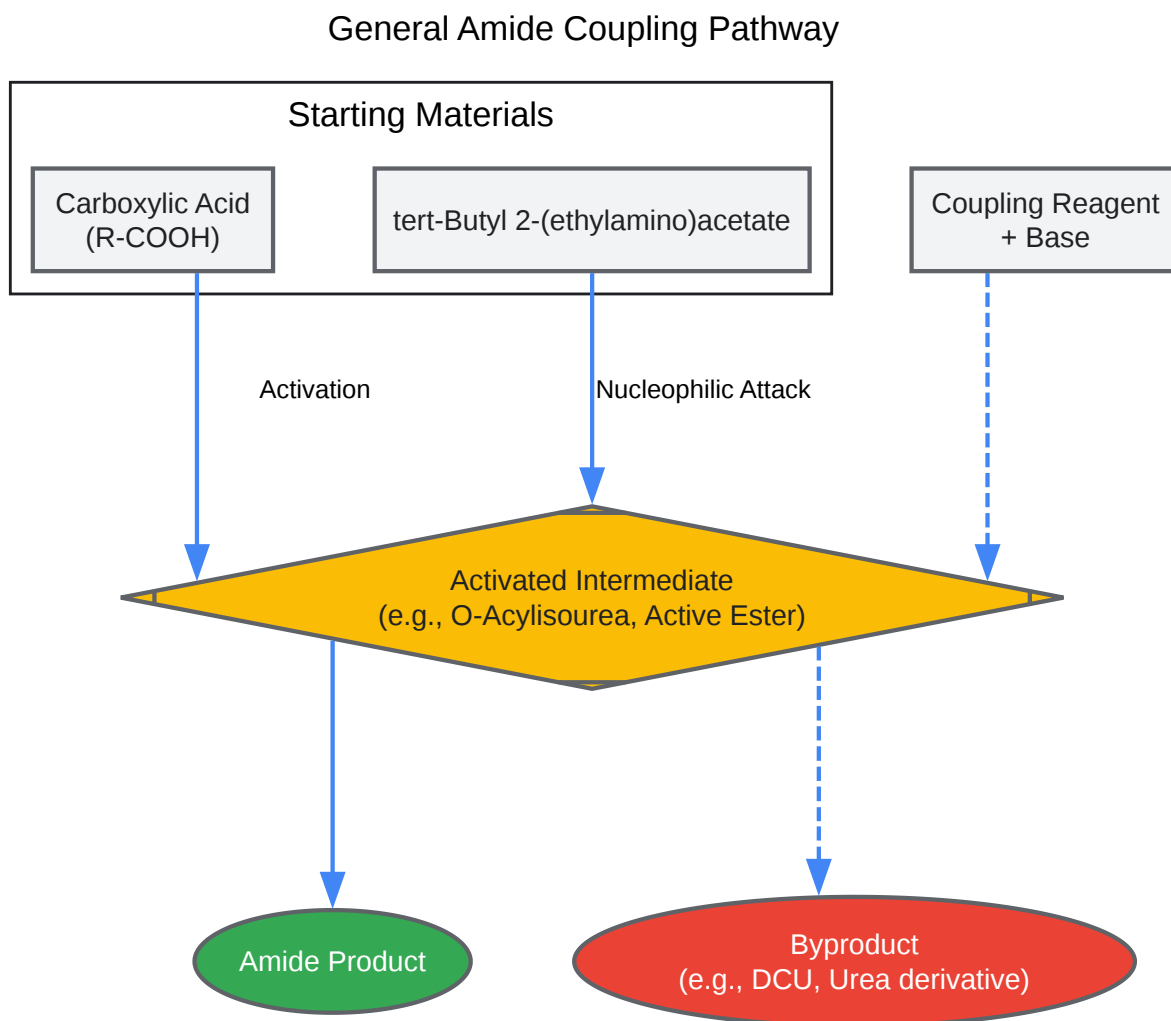 General Amide Coupling Pathway
Starting Materials
Carboxylic Acid
(R-COOH)
tert-Butyl 2-(ethylamino)acetate
Coupling Reagent
+ Base
Activation
Nucleophilic Attack
Activated Intermediate
(e.g., O-Acylisourea, Active Ester)
Amide Product
Byproduct
(e.g., DCU, Urea derivative)